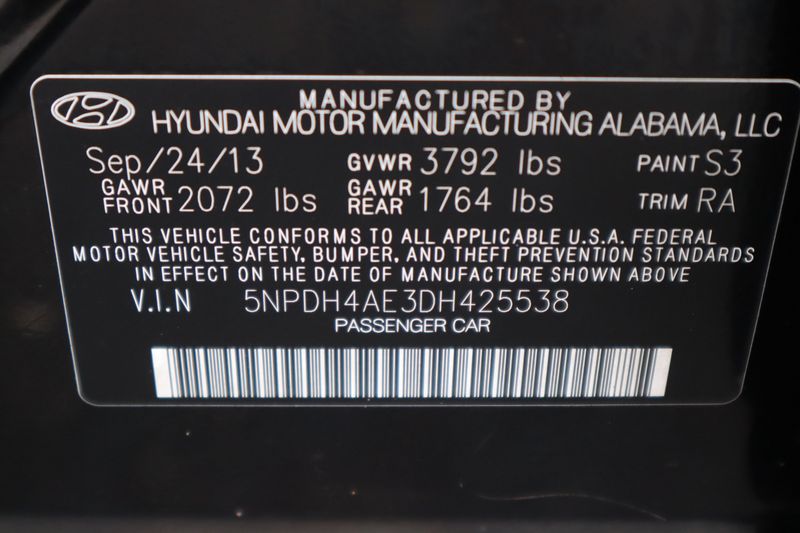 MANUFACTURED BY
HYUNDAI MOTOR MANUFACTURING ALABAMA, LLC
Sep/24/13 GVWR 3792 lbs PAINT S3
GAWR FRONT 2072 lbs GAWR REAR 1764 lbs TRIM RA
THIS VEHICLE CONFORMS TO ALL APPLICABLE U.S.A. FEDERAL
MOTOR VEHICLE SAFETY, BUMPER, AND THEFT PREVENTION STANDARDS
IN EFFECT ON THE DATE OF MANUFACTURE SHOWN ABOVE
V.I.N 5NPDH4AE3DH425538
PASSENGER CAR